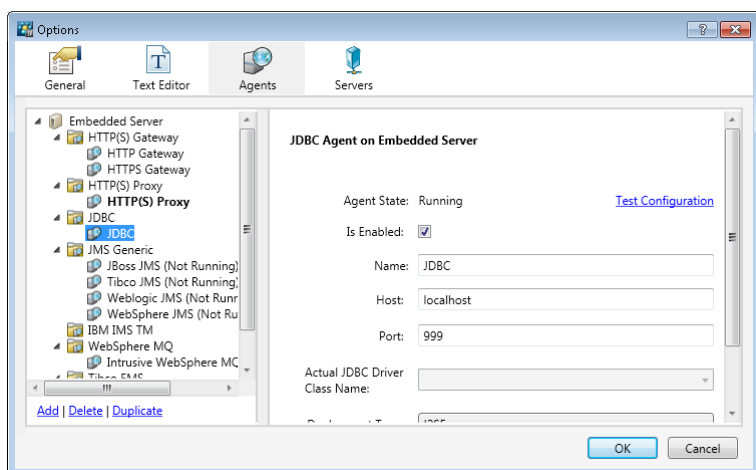 Options
General
Text Editor
Agents
Servers
Embedded Server
HTTP(S) Gateway
HTTP Gateway
HTTPS Gateway
HTTP(S) Proxy
HTTP(S) Proxy
JDBC
JDBC
JMS Generic
JBoss JMS (Not Running)
Tibco JMS (Not Running)
Weblogic JMS (Not Runr
WebSphere JMS (Not Ru
IBM IMS TM
WebSphere MQ
Intrusive WebSphere MQ
Tibco EMS
Add | Delete | Duplicate
JDBC Agent on Embedded Server
Agent State: Running
Test Configuration
Is Enabled:
Name: JDBC
Host: localhost
Port: 999
Actual JDBC Driver
Class Name:
OK
Cancel